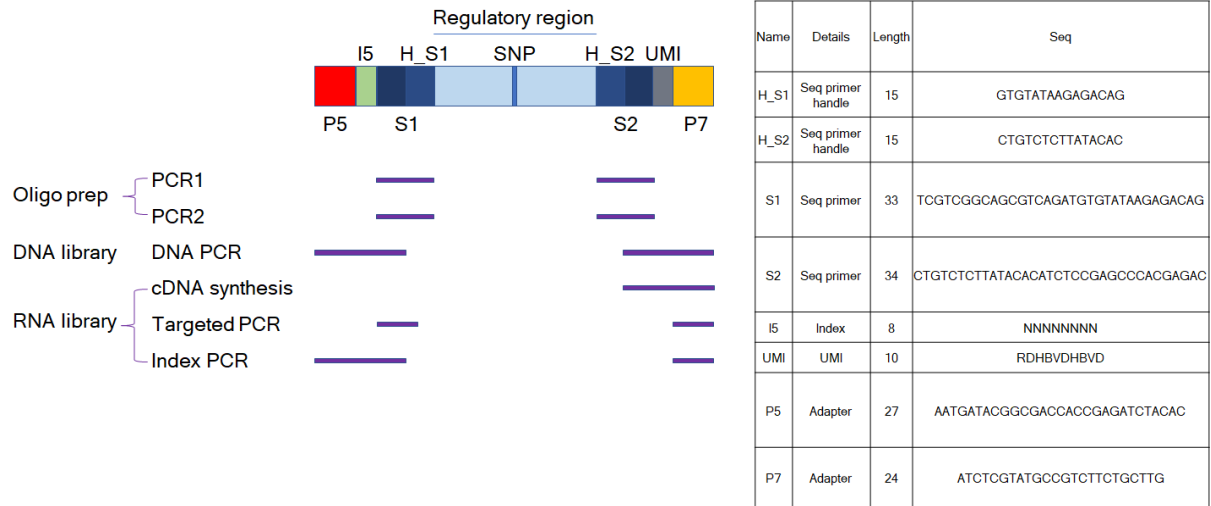 Regulatory region
I5 H_S1 SNP H_S2 UMI
P5 S1 S2 P7
Oligo prep
PCR1
PCR2
DNA library DNA PCR
RNA library
cDNA synthesis
Targeted PCR
Index PCR
Name Details Length Seq
H_S1 Seq primer handle 15 GTGTATAAGAGACAG
H_S2 Seq primer handle 15 CTGTCTCTTATACAC
S1 Seq primer 33 TCGTCGGCAGCGTCAGATGTGTATAAGAGACAG
S2 Seq primer 34 CTGTCTCTTATACACATCTCCGAGCCCACGAGAC
I5 Index 8 NNNNNNNN
UMI UMI 10 RDHBVDHBVD
P5 Adapter 27 AATGATACGGCGACCACCGAGATCTACAC
P7 Adapter 24 ATCTCGTATGCCGTCTTCTGCTTG